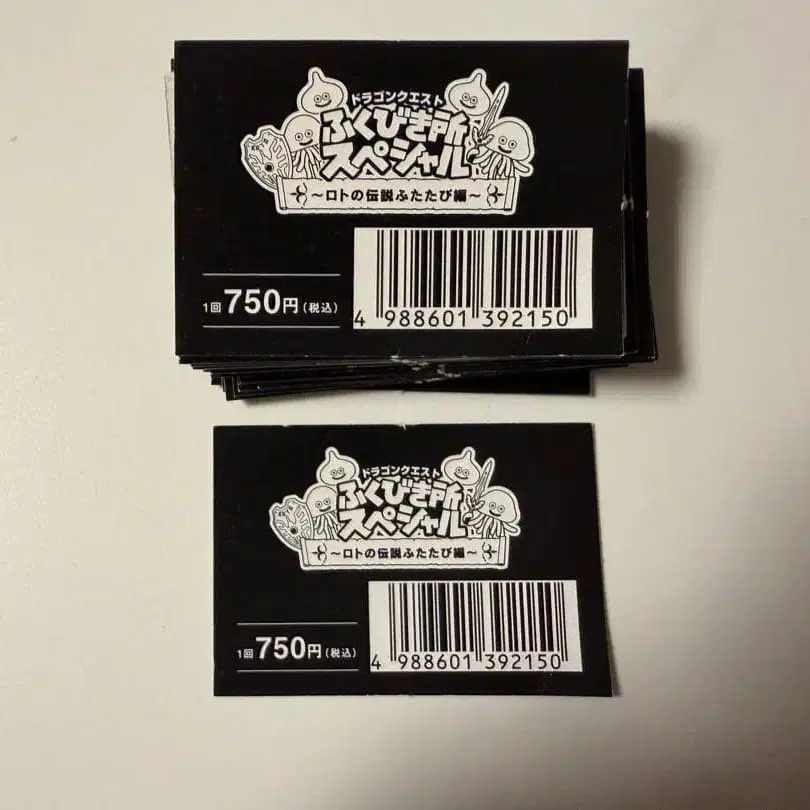 ドラゴンクエスト
ふくびき所
スペシャル
～ロトの伝説ふたたび編～
1回 750円(税込)
4 988601 392150
ドラゴンクエスト
ふくびき所
スペシャル
～ロトの伝説ふたたび編～
1回 750円(税込)
4 988601 392150